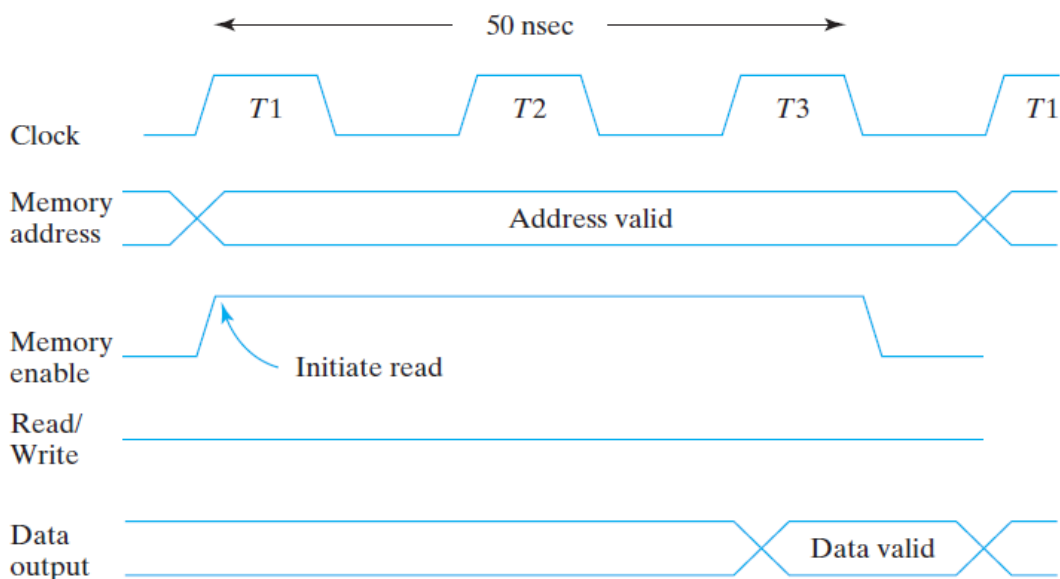 50 nsec
T1 T2 T3 T1
Clock
Memory
address
Address valid
Memory
enable
Initiate read
Read/
Write
Data
output
Data valid